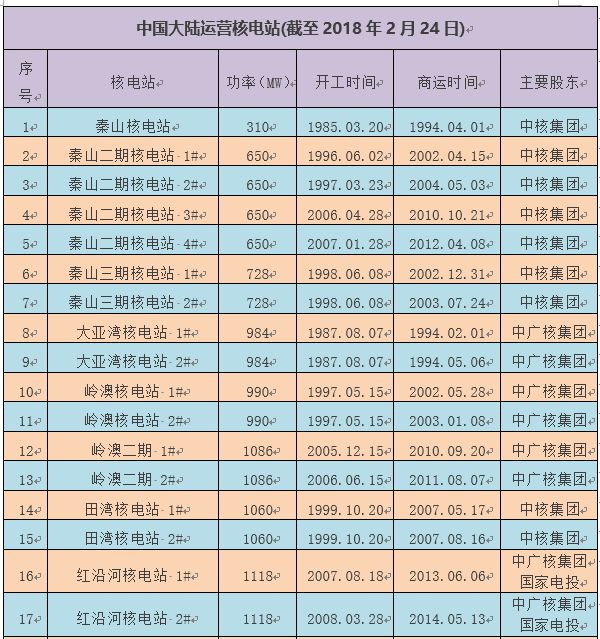 中国大陆运营核电站(截至 2018 年 2 月 24 日)
序号 核电站 功率（MW） 开工时间 商运时间 主要股东
1 秦山核电站 310 1985.03.20 1994.04.01 中核集团
2 秦山二期核电站-1# 650 1996.06.02 2002.04.15 中核集团
3 秦山二期核电站-2# 650 1997.03.23 2004.05.03 中核集团
4 秦山二期核电站-3# 650 2006.04.28 2010.10.21 中核集团
5 秦山二期核电站-4# 650 2007.01.28 2012.04.08 中核集团
6 秦山三期核电站-1# 728 1998.06.08 2002.12.31 中核集团
7 秦山三期核电站-2# 728 1998.06.08 2003.07.24 中核集团
8 大亚湾核电站-1# 984 1987.08.07 1994.02.01 中广核集团
9 大亚湾核电站-2# 984 1987.08.07 1994.05.06 中广核集团
10 岭澳核电站-1# 990 1997.05.15 2002.05.28 中广核集团
11 岭澳核电站-2# 990 1997.05.15 2003.01.08 中广核集团
12 岭澳二期-1# 1086 2005.12.15 2010.09.20 中广核集团
13 岭澳二期-2# 1086 2006.06.15 2011.08.07 中广核集团
14 田湾核电站-1# 1060 1999.10.20 2007.05.17 中核集团
15 田湾核电站-2# 1060 1999.10.20 2007.08.16 中核集团
16 红沿河核电站-1# 1118 2007.08.18 2013.06.06 中广核集团
国家电投
17 红沿河核电站-2# 1118 2008.03.28 2014.05.13 中广核集团
国家电投